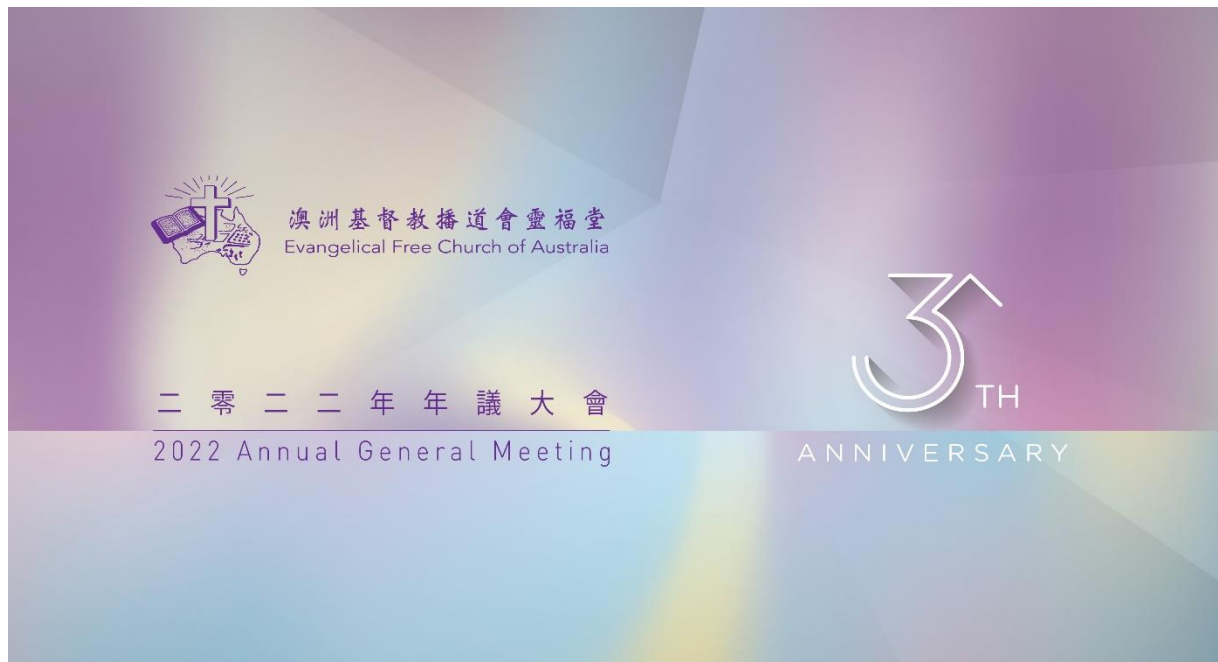 澳洲基督教播道會靈福堂
Evangelical Free Church of Australia
二零二二年年議大會
2022 Annual General Meeting
TH
ANNIVERSARY